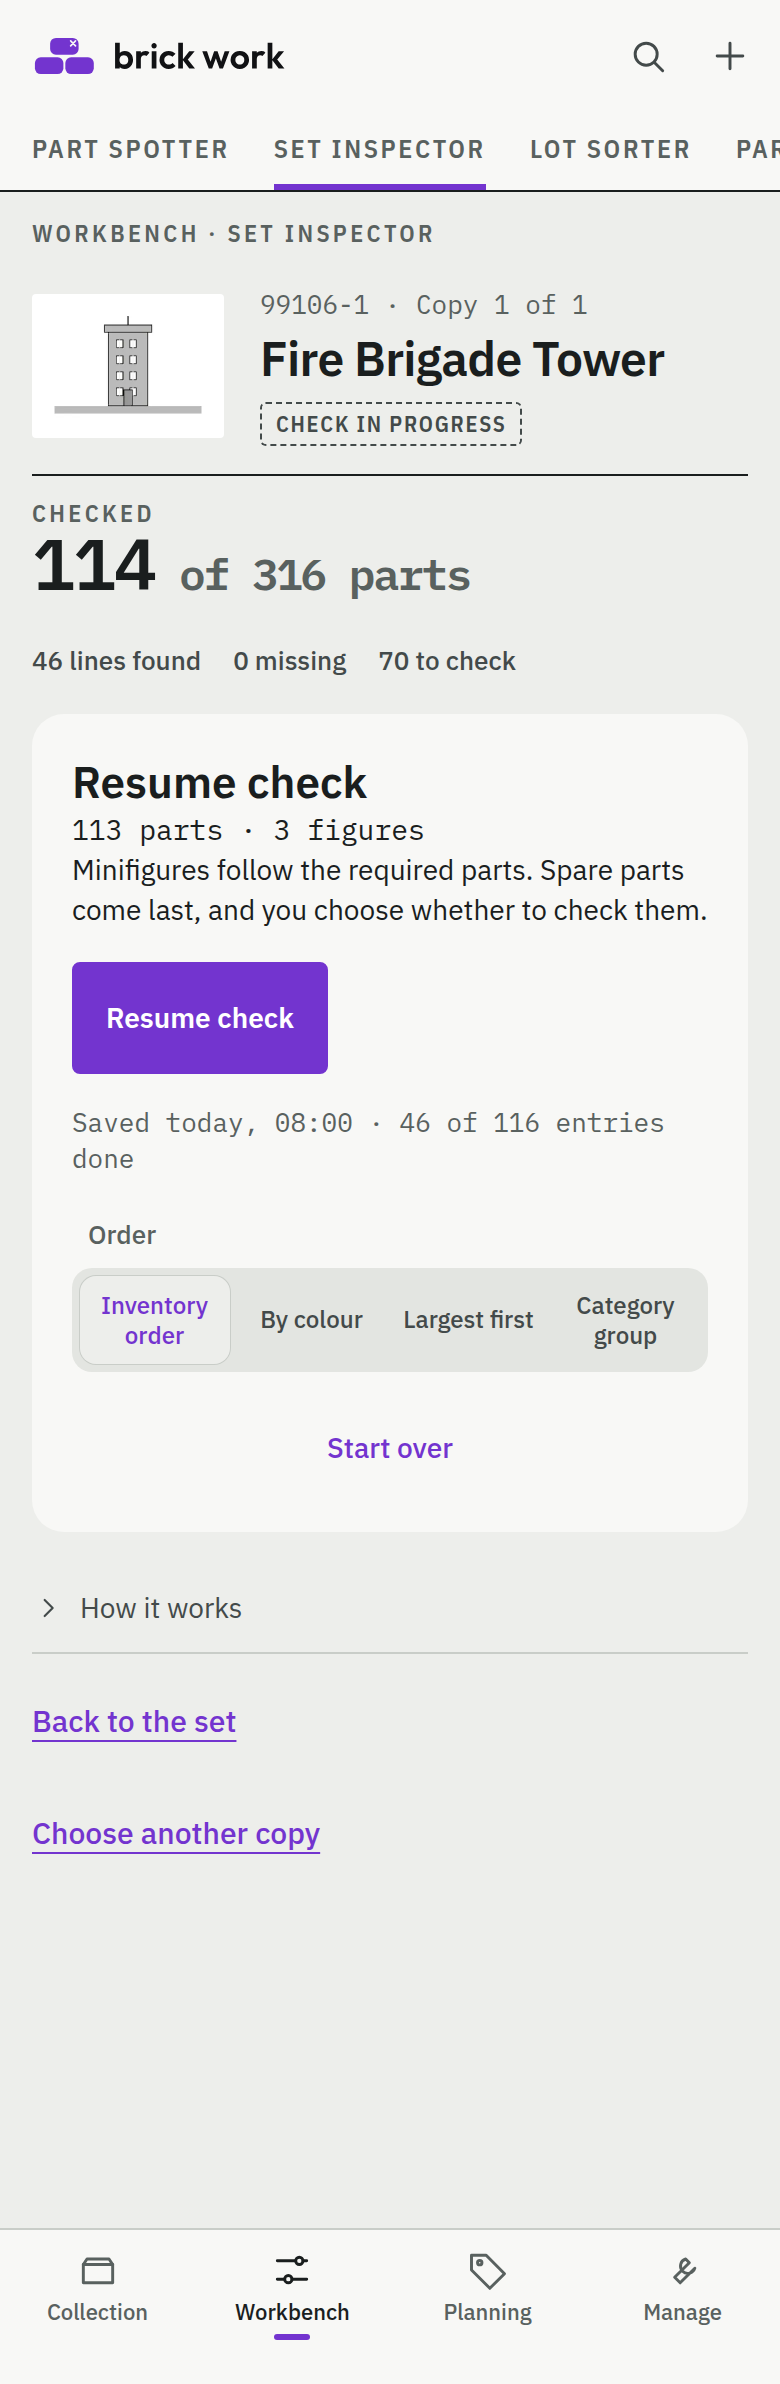 brick work
PART SPOTTER SET INSPECTOR LOT SORTER PAR
WORKBENCH · SET INSPECTOR
99106-1 · Copy 1 of 1
Fire Brigade Tower
CHECK IN PROGRESS
CHECKED
114 of 316 parts
46 lines found 0 missing 70 to check
Resume check
113 parts · 3 figures
Minifigures follow the required parts. Spare parts
come last, and you choose whether to check them.
Resume check
Saved today, 08:00 · 46 of 116 entries
done
Order
Inventory
order
By colour
Largest first
Category
group
Start over
How it works
Back to the set
Choose another copy
Collection Workbench Planning Manage